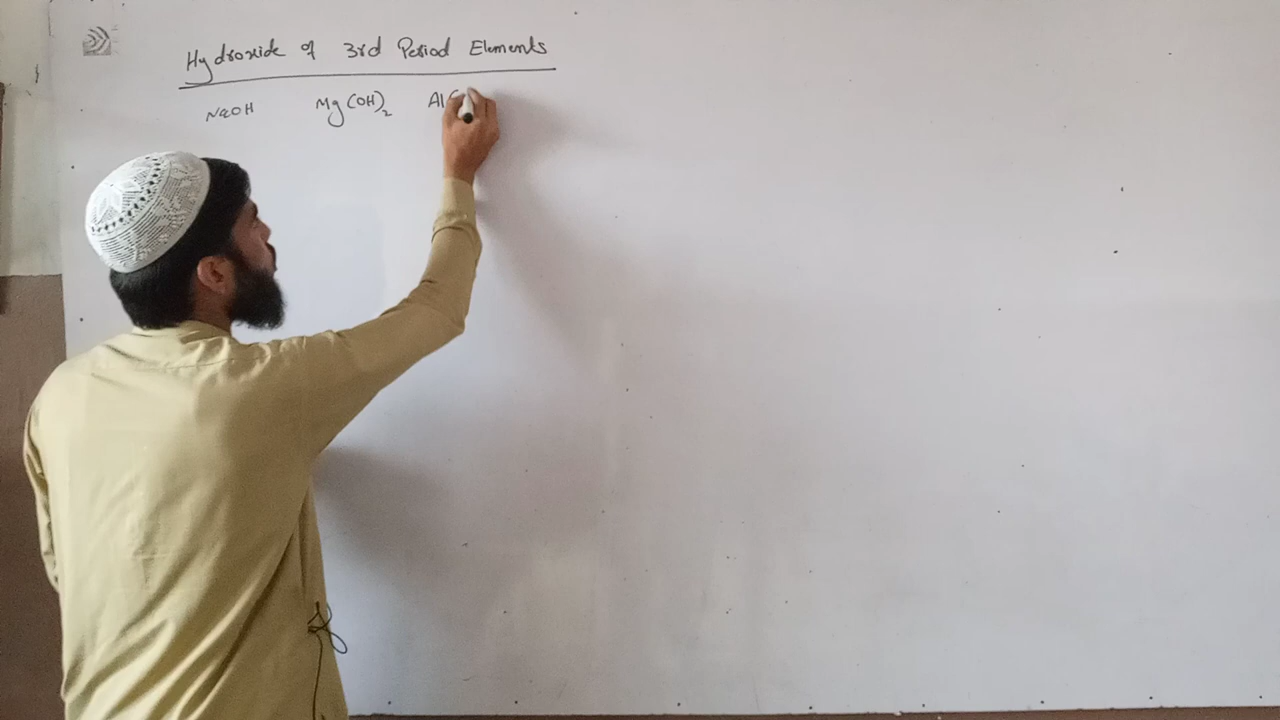 Hydroxide of 3rd Period Elements
NaOH Mg(OH)₂ Al(